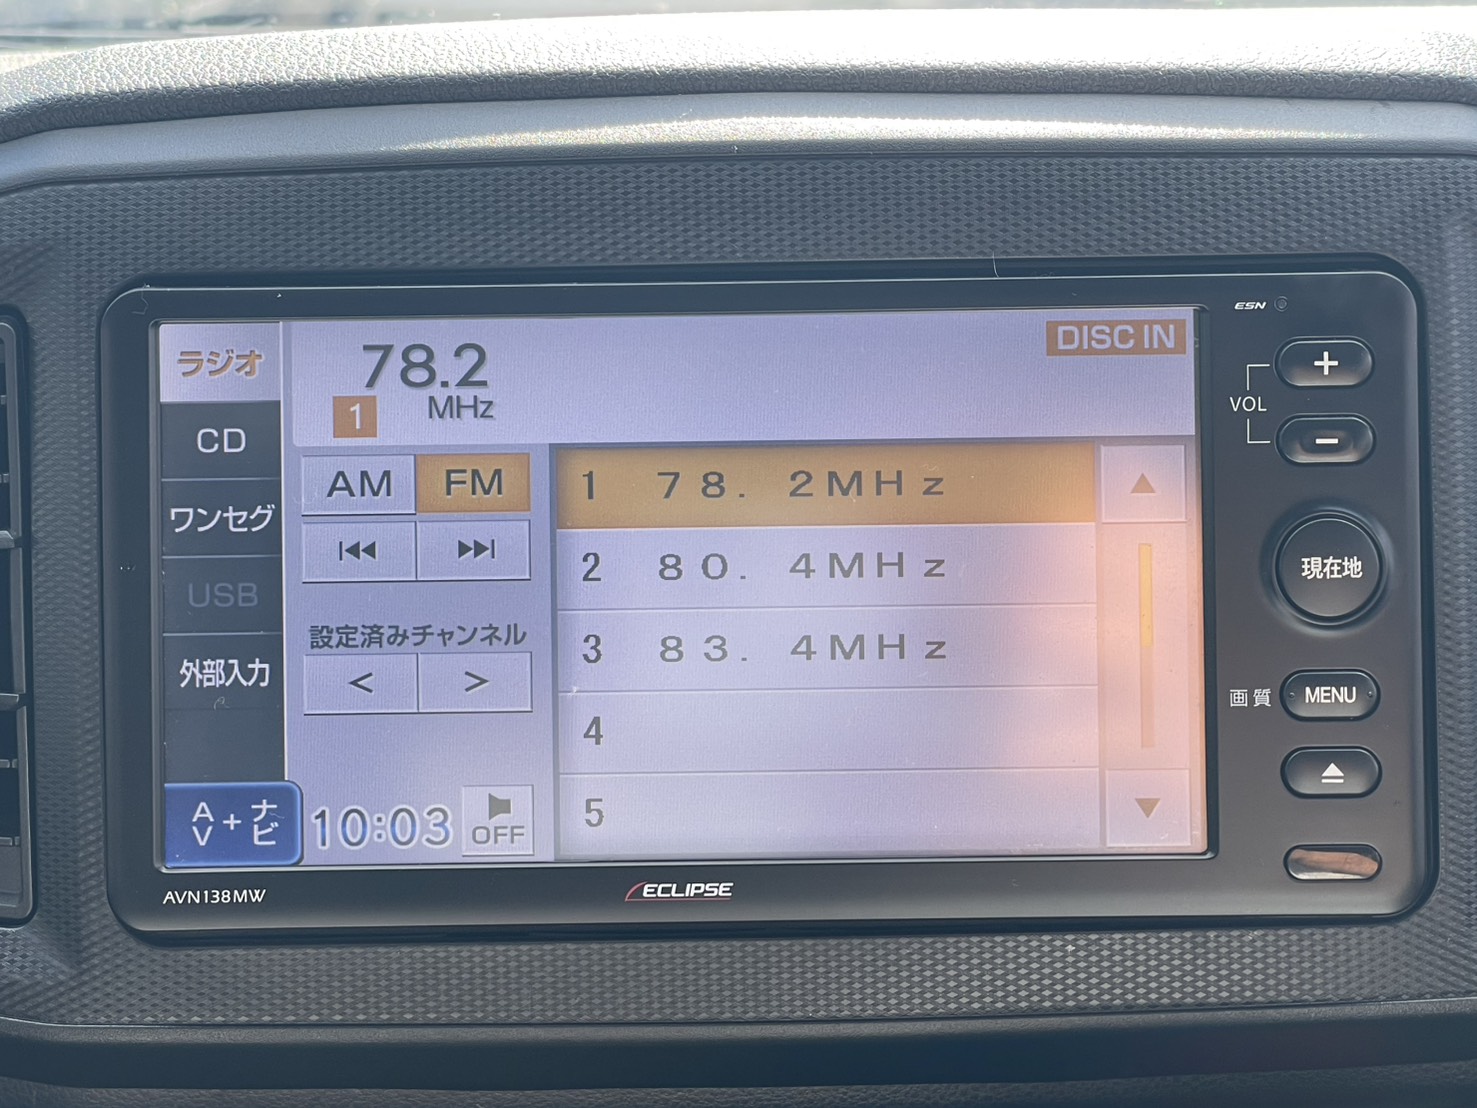 ESN
ラジオ
78.2
DISC IN
1
MHz
CD
AM FM
1 78.2MHz
VOL
+
-
ワンセグ
2 80.4MHz
USB
設定済みチャンネル
< >
3 83.4MHz
現在地
外部入力
4
画質 MENU
AV+ナビ
10:03
OFF
5
AVN138MW
ECLIPSE